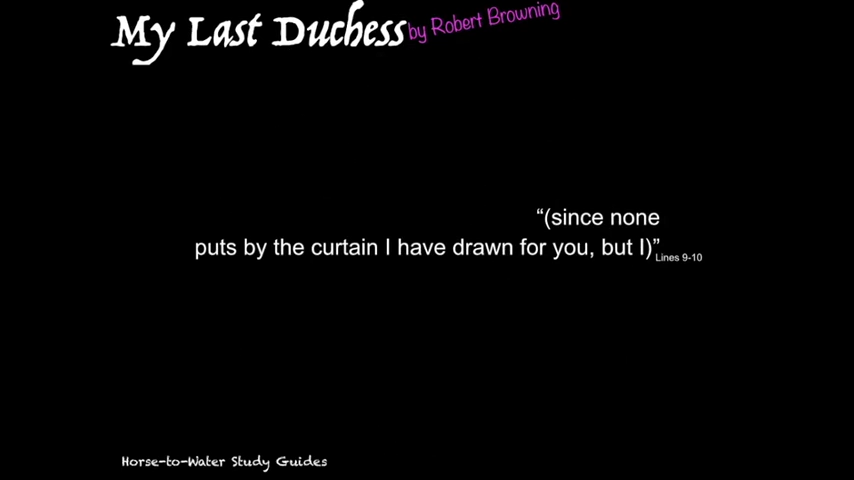 My Last Duchess by Robert Browning
“(since none
puts by the curtain I have drawn for you, but I)” Lines 9-10
Horse-to-Water Study Guides